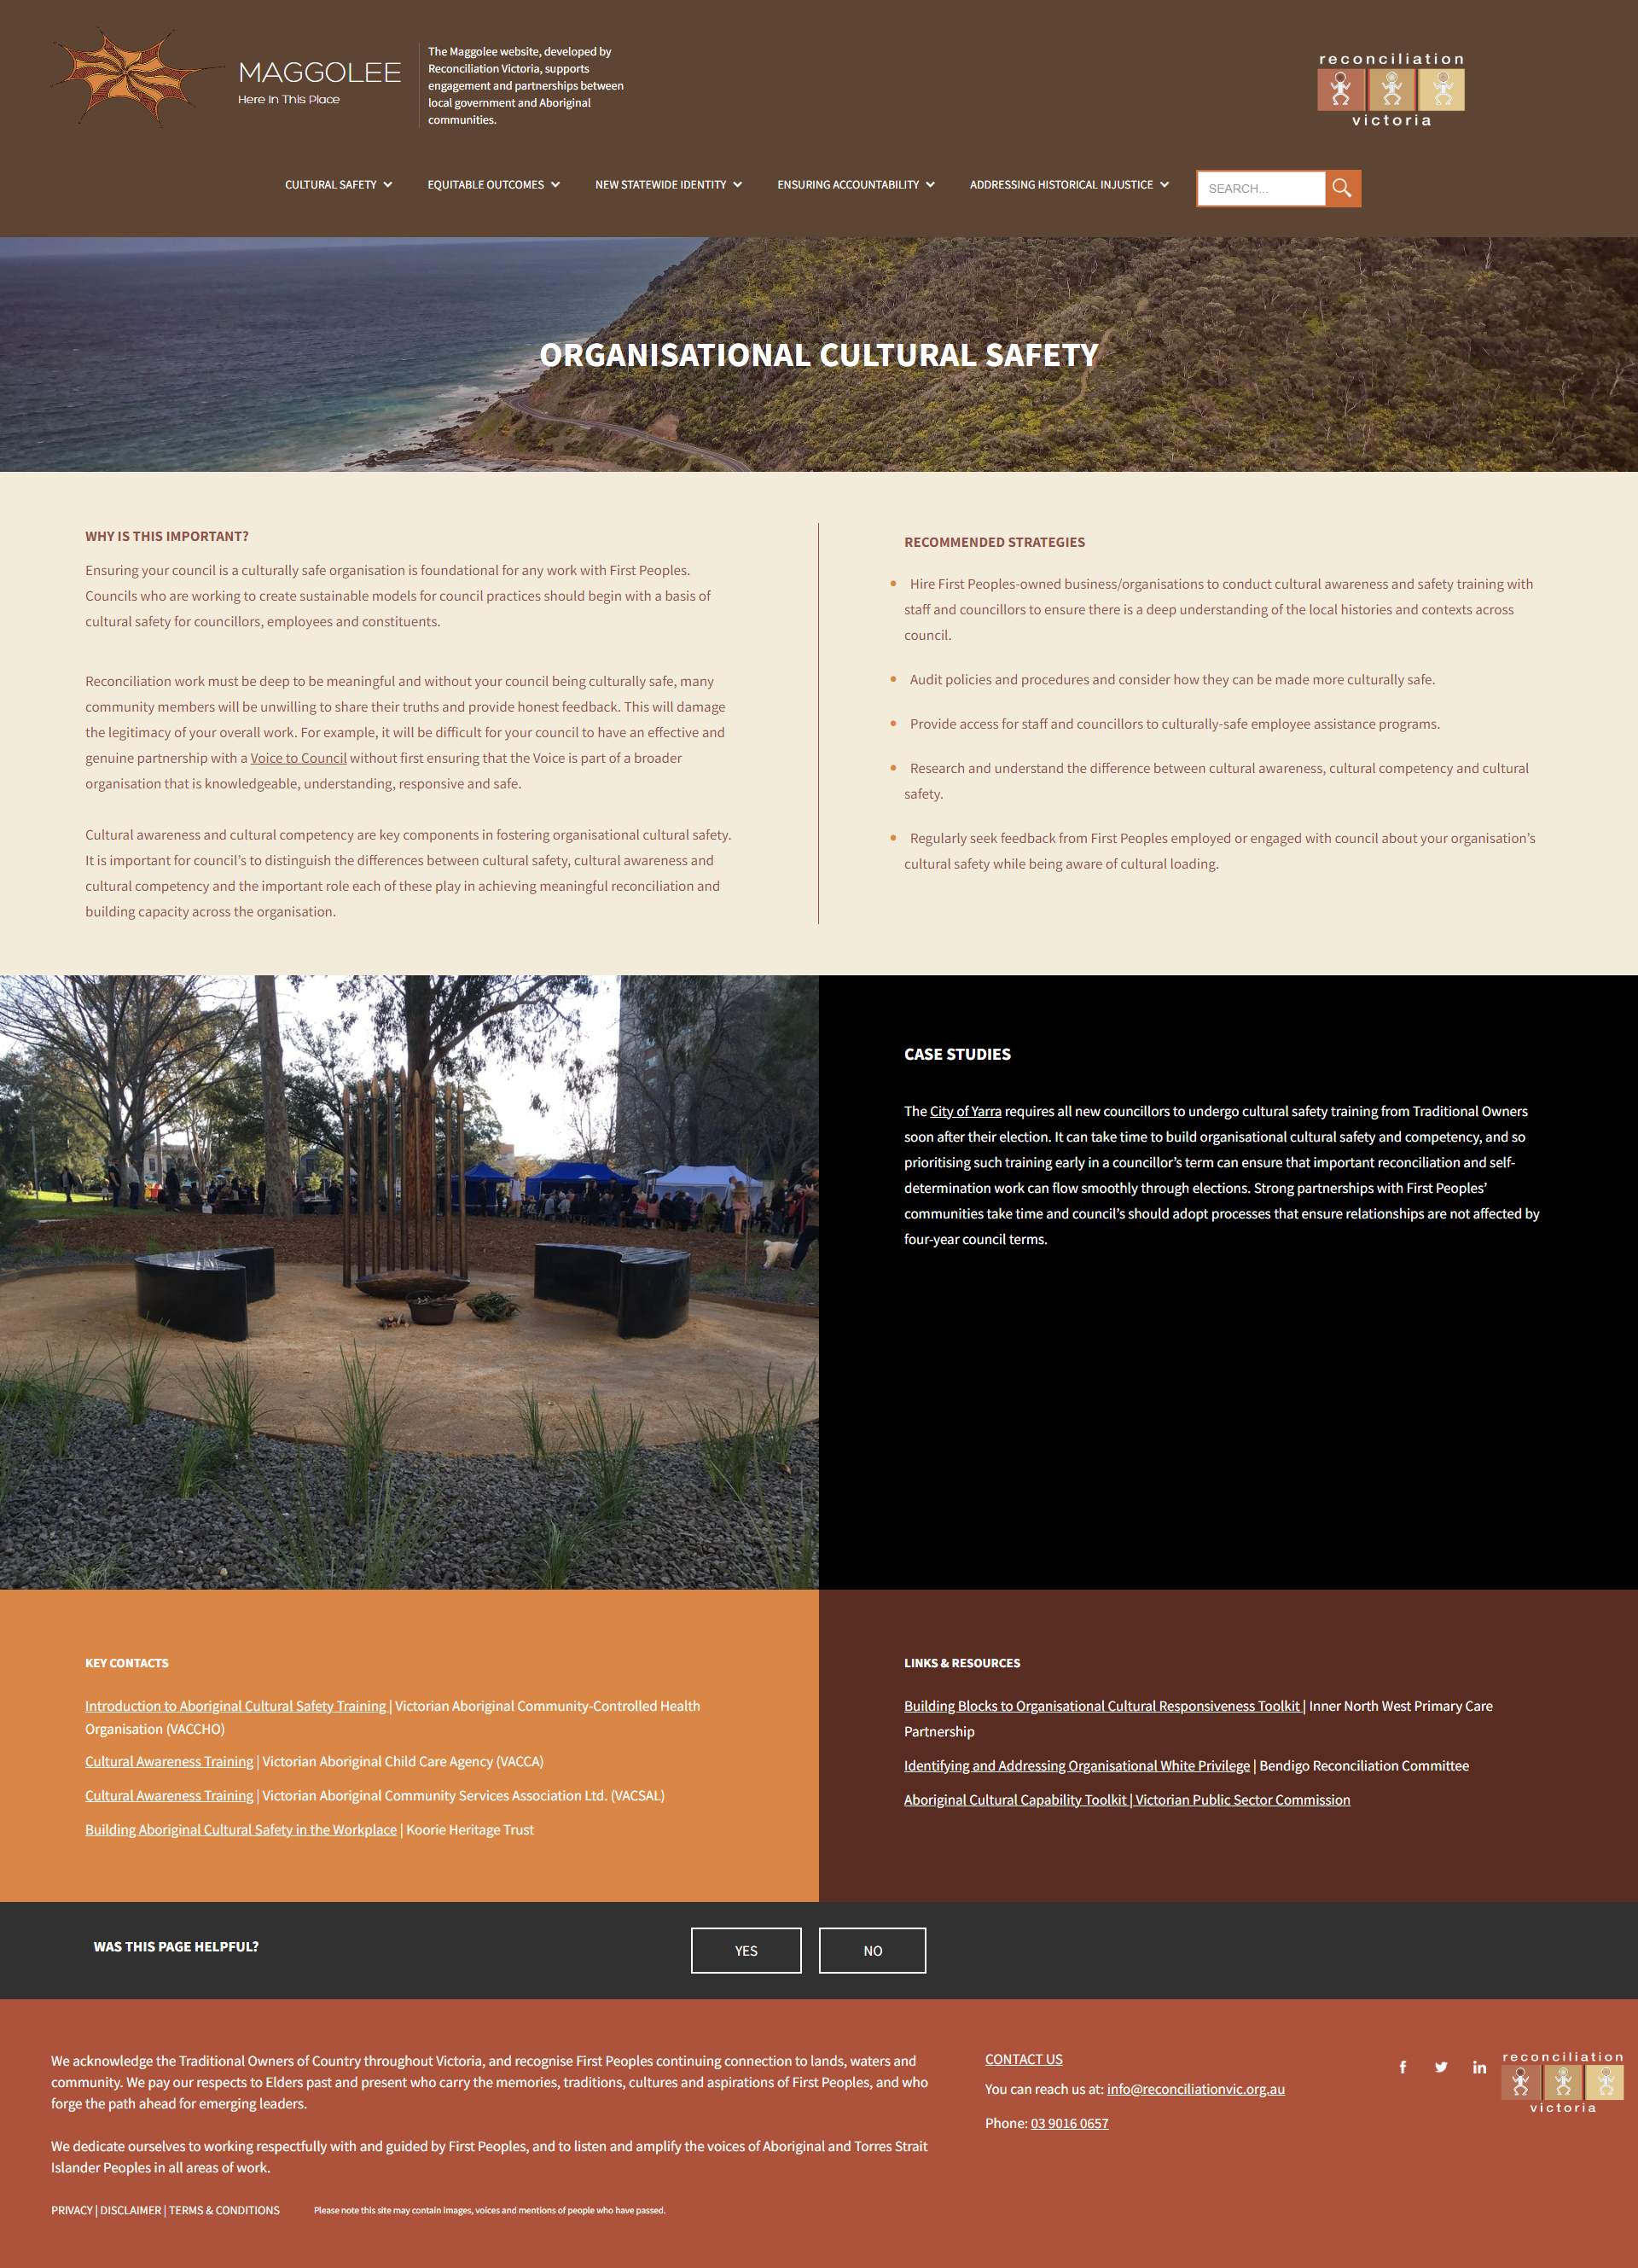 MAGGOLEE
Here In This Place
The Maggolee website, developed by
Reconciliation Victoria, supports
engagement and partnerships between
local government and Aboriginal
communities.
reconciliation
victoria
CULTURAL SAFETY
EQUITABLE OUTCOMES
NEW STATEWIDE IDENTITY
ENSURING ACCOUNTABILITY
ADDRESSING HISTORICAL INJUSTICE
SEARCH...
ORGANISATIONAL CULTURAL SAFETY
WHY IS THIS IMPORTANT?
Ensuring your council is a culturally safe organisation is foundational for any work with First Peoples.
Councils who are working to create sustainable models for council practices should begin with a basis of
cultural safety for councillors, employees and constituents.
Reconciliation work must be deep to be meaningful and without your council being culturally safe, many
community members will be unwilling to share their truths and provide honest feedback. This will damage
the legitimacy of your overall work. For example, it will be difficult for your council to have an effective and
genuine partnership with a Voice to Council without first ensuring that the Voice is part of a broader
organisation that is knowledgeable, understanding, responsive and safe.
Cultural awareness and cultural competency are key components in fostering organisational cultural safety.
It is important for council's to distinguish the differences between cultural safety, cultural awareness and
cultural competency and the important role each of these play in achieving meaningful reconciliation and
building capacity across the organisation.
RECOMMENDED STRATEGIES
• Hire First Peoples-owned business/organisations to conduct cultural awareness and safety training with
staff and councillors to ensure there is a deep understanding of the local histories and contexts across
council.
• Audit policies and procedures and consider how they can be made more culturally safe.
• Provide access for staff and councillors to culturally-safe employee assistance programs.
• Research and understand the difference between cultural awareness, cultural competency and cultural
safety.
• Regularly seek feedback from First Peoples employed or engaged with council about your organisation's
cultural safety while being aware of cultural loading.
CASE STUDIES
The City of Yarra requires all new councillors to undergo cultural safety training from Traditional Owners
soon after their election. It can take time to build organisational cultural safety and competency, and so
prioritising such training early in a councillor's term can ensure that important reconciliation and self-
determination work can flow smoothly through elections. Strong partnerships with First Peoples'
communities take time and council's should adopt processes that ensure relationships are not affected by
four-year council terms.
KEY CONTACTS
Introduction to Aboriginal Cultural Safety Training | Victorian Aboriginal Community-Controlled Health
Organisation (VACCHO)
Cultural Awareness Training | Victorian Aboriginal Child Care Agency (VACCA)
Cultural Awareness Training | Victorian Aboriginal Community Services Association Ltd. (VACSAL)
Building Aboriginal Cultural Safety in the Workplace | Koorie Heritage Trust
LINKS & RESOURCES
Building Blocks to Organisational Cultural Responsiveness Toolkit | Inner North West Primary Care
Partnership
Identifying and Addressing Organisational White Privilege | Bendigo Reconciliation Committee
Aboriginal Cultural Capability Toolkit | Victorian Public Sector Commission
WAS THIS PAGE HELPFUL?
YES
NO
We acknowledge the Traditional Owners of Country throughout Victoria, and recognise First Peoples continuing connection to lands, waters and
community. We pay our respects to Elders past and present who carry the memories, traditions, cultures and aspirations of First Peoples, and who
forge the path ahead for emerging leaders.
We dedicate ourselves to working respectfully with and guided by First Peoples, and to listen and amplify the voices of Aboriginal and Torres Strait
Islander Peoples in all areas of work.
PRIVACY | DISCLAIMER | TERMS & CONDITIONS
Please note this site may contain images, voices and mentions of people who have passed.
CONTACT US
You can reach us at: info@reconciliationvic.org.au
Phone: 03 9016 0657
reconciliation
victoria